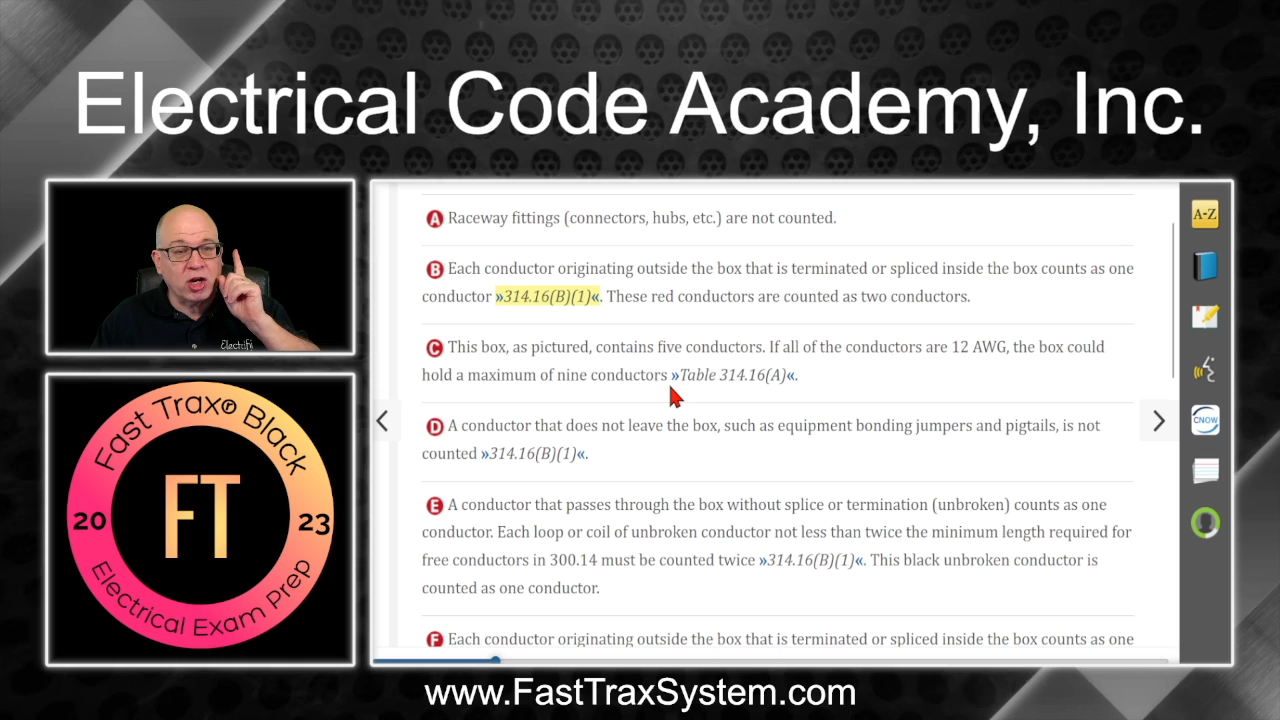 Electrical Code Academy, Inc.
A Raceway fittings (connectors, hubs, etc.) are not counted.
B Each conductor originating outside the box that is terminated or spliced inside the box counts as one
conductor »314.16(B)(1)«. These red conductors are counted as two conductors.
C This box, as pictured, contains five conductors. If all of the conductors are 12 AWG, the box could
hold a maximum of nine conductors »Table 314.16(A)«.
D A conductor that does not leave the box, such as equipment bonding jumpers and pigtails, is not
counted »314.16(B)(1)«.
E A conductor that passes through the box without splice or termination (unbroken) counts as one
conductor. Each loop or coil of unbroken conductor not less than twice the minimum length required for
free conductors in 300.14 must be counted twice »314.16(B)(1)«. This black unbroken conductor is
counted as one conductor.
F Each conductor originating outside the box that is terminated or spliced inside the box counts as one
A-Z
CNOW
Electrify
Fast Trax® Black
FT
20 23
Electrical Exam Prep
www.FastTraxSystem.com